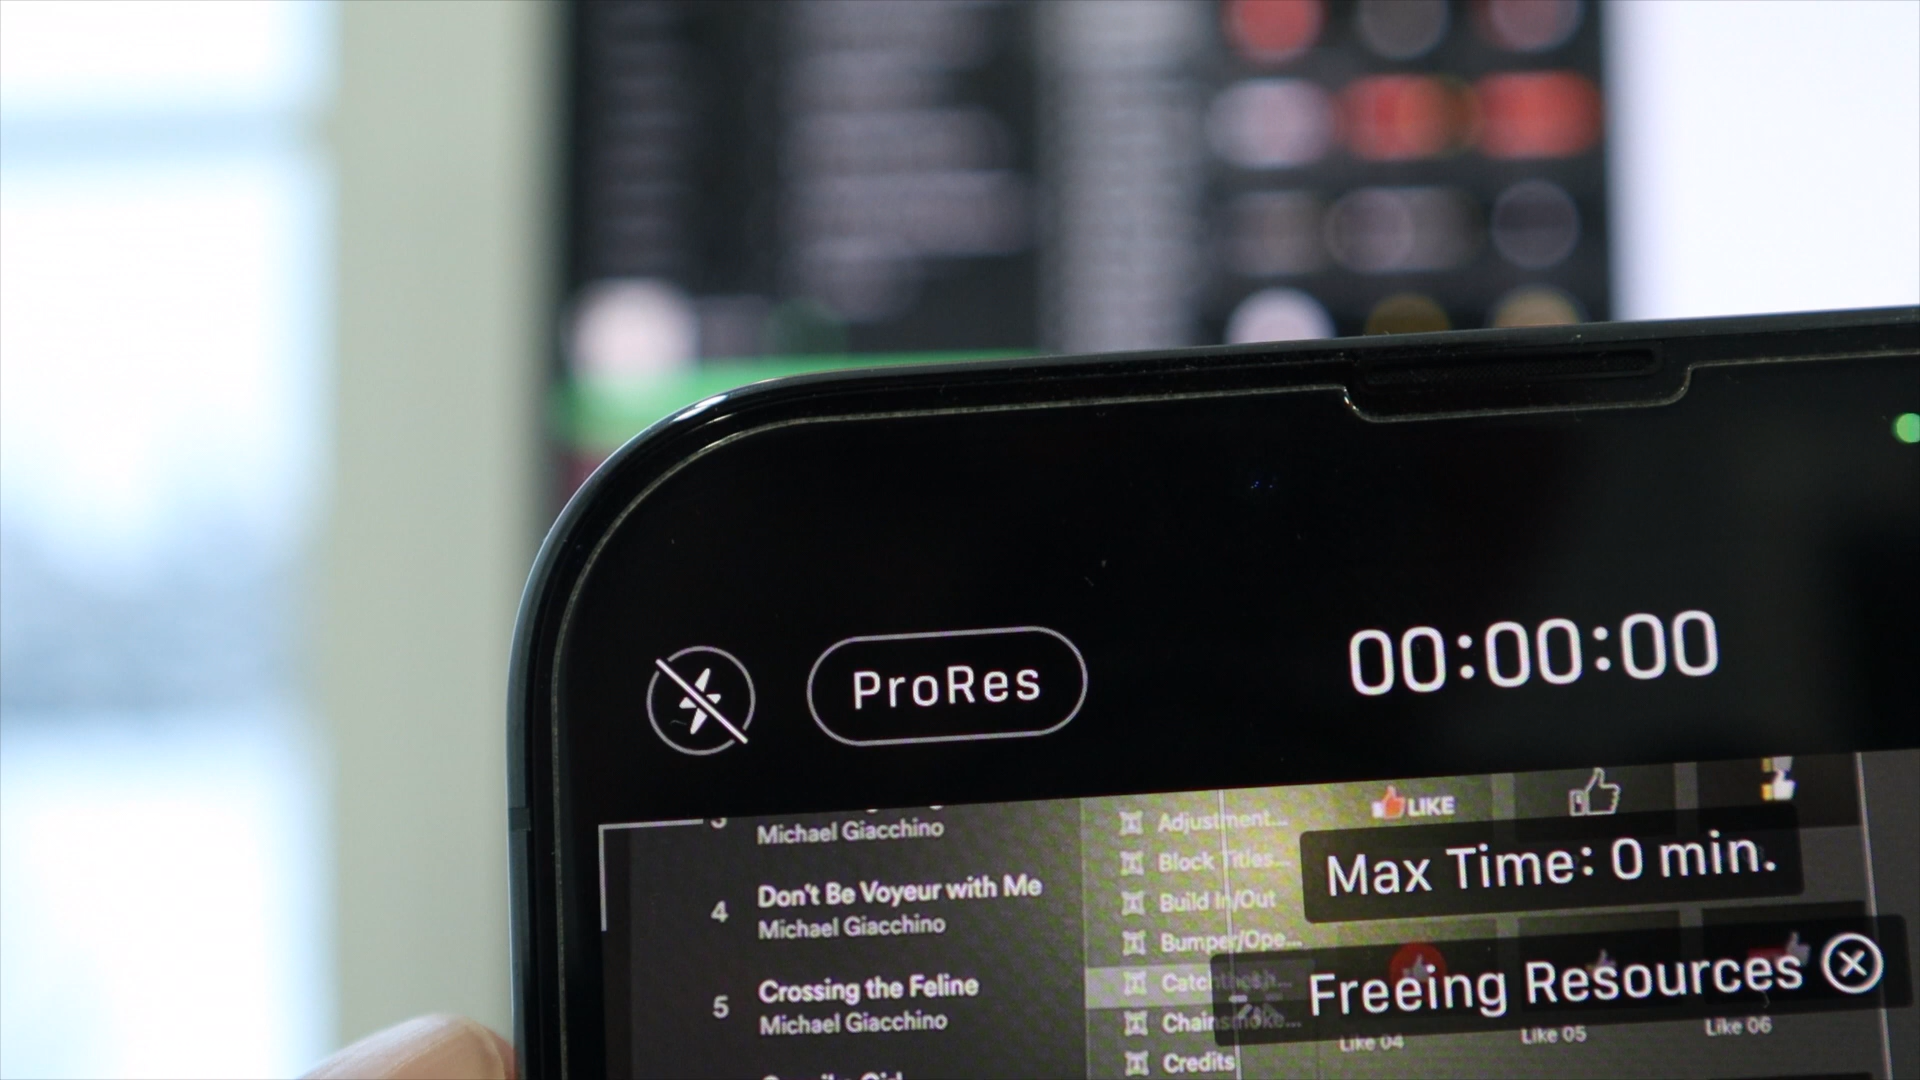 ProRes
00:00:00
Michael Giacchino
4
Don't Be Voyeur with Me
Michael Giacchino
5
Crossing the Feline
Michael Giacchino
Adjustment...
Block Titles...
Build In/Out
Bumper/Ope...
Credits
LIKE
Max Time: 0 min.
Freeing Resources
Like 04
Like 05
Like 06